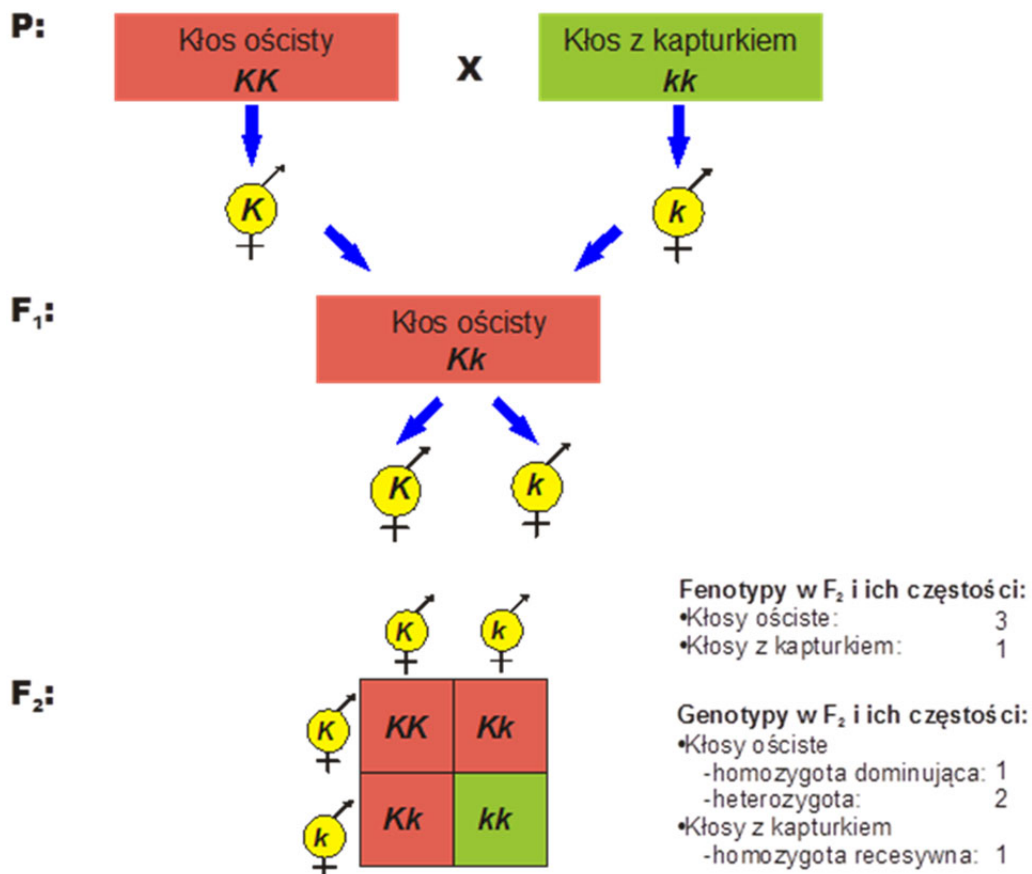 P:
Kłos ościsty
KK
x
Kłos z kapturkiem
kk
K
k
F₁:
Kłos ościsty
Kk
K
k
K
k
F₂:
K
KK
Kk
k
Kk
kk
Fenotypy w F₂ i ich częstości:
•Kłosy ościste: 3
•Kłosy z kapturkiem: 1
Genotypy w F₂ i ich częstości:
•Kłosy ościste
-homozygota dominująca: 1
-heterozygota: 2
•Kłosy z kapturkiem
-homozygota recesywna: 1